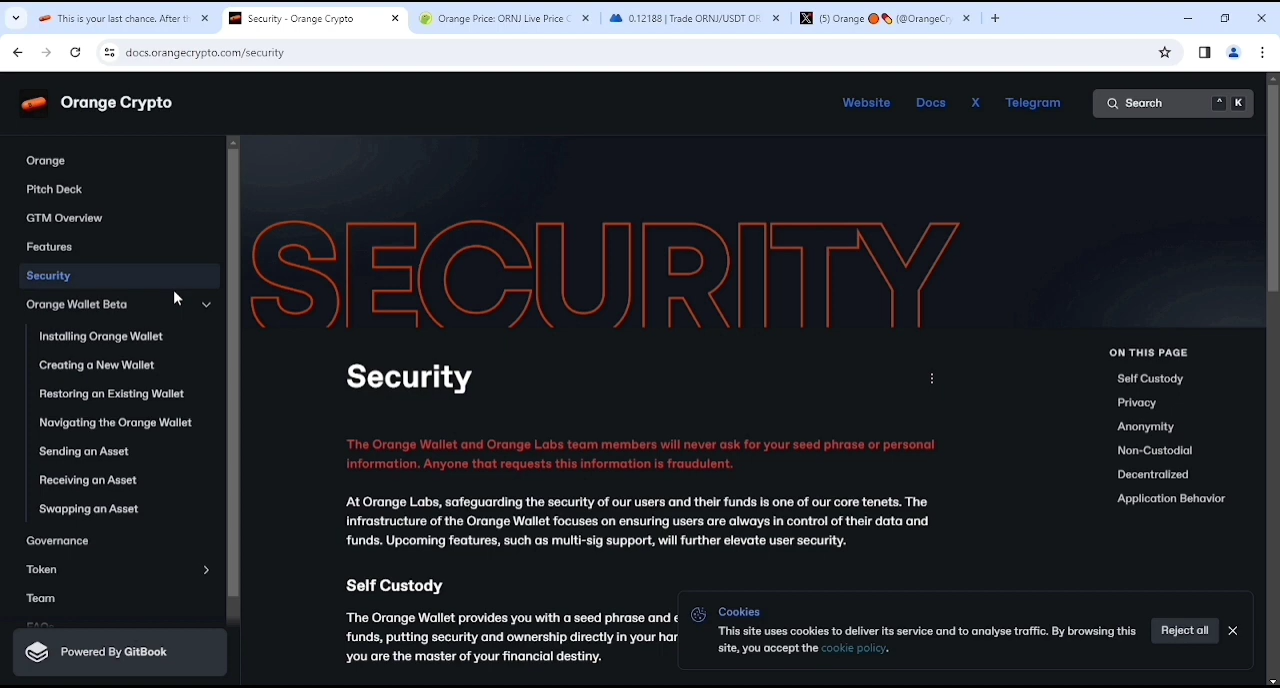 This is your last chance. After th
Security - Orange Crypto
Orange Price: ORNJ Live Price C
0.12188 | Trade ORNJ/USDT OR
(5) Orange 🟠💊 (@OrangeCry
docs.orangecrypto.com/security
Orange Crypto
Website
Docs
X
Telegram
Search
^ K
Orange
Pitch Deck
GTM Overview
Features
Security
Orange Wallet Beta
Installing Orange Wallet
Creating a New Wallet
Restoring an Existing Wallet
Navigating the Orange Wallet
Sending an Asset
Receiving an Asset
Swapping an Asset
Governance
Token
Team
FAQs
Powered By GitBook
SECURITY
Security
The Orange Wallet and Orange Labs team members will never ask for your seed phrase or personal
information. Anyone that requests this information is fraudulent.
At Orange Labs, safeguarding the security of our users and their funds is one of our core tenets. The
infrastructure of the Orange Wallet focuses on ensuring users are always in control of their data and
funds. Upcoming features, such as multi-sig support, will further elevate user security.
Self Custody
The Orange Wallet provides you with a seed phrase and e
funds, putting security and ownership directly in your har
you are the master of your financial destiny.
ON THIS PAGE
Self Custody
Privacy
Anonymity
Non-Custodial
Decentralized
Application Behavior
Cookies
This site uses cookies to deliver its service and to analyse traffic. By browsing this
site, you accept the cookie policy.
Reject all